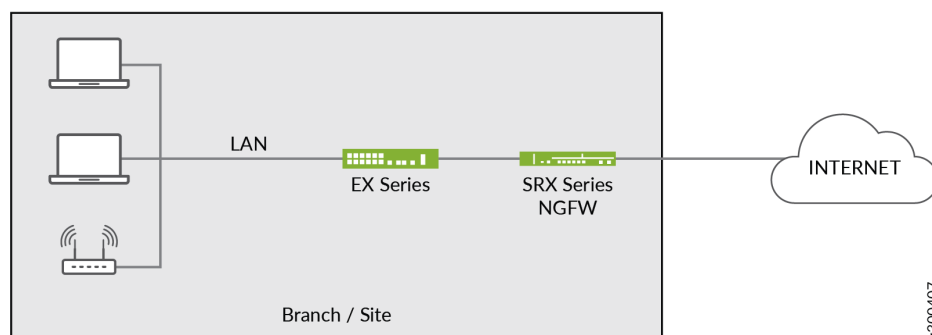 LAN
EX Series
SRX Series
NGFW
INTERNET
Branch / Site